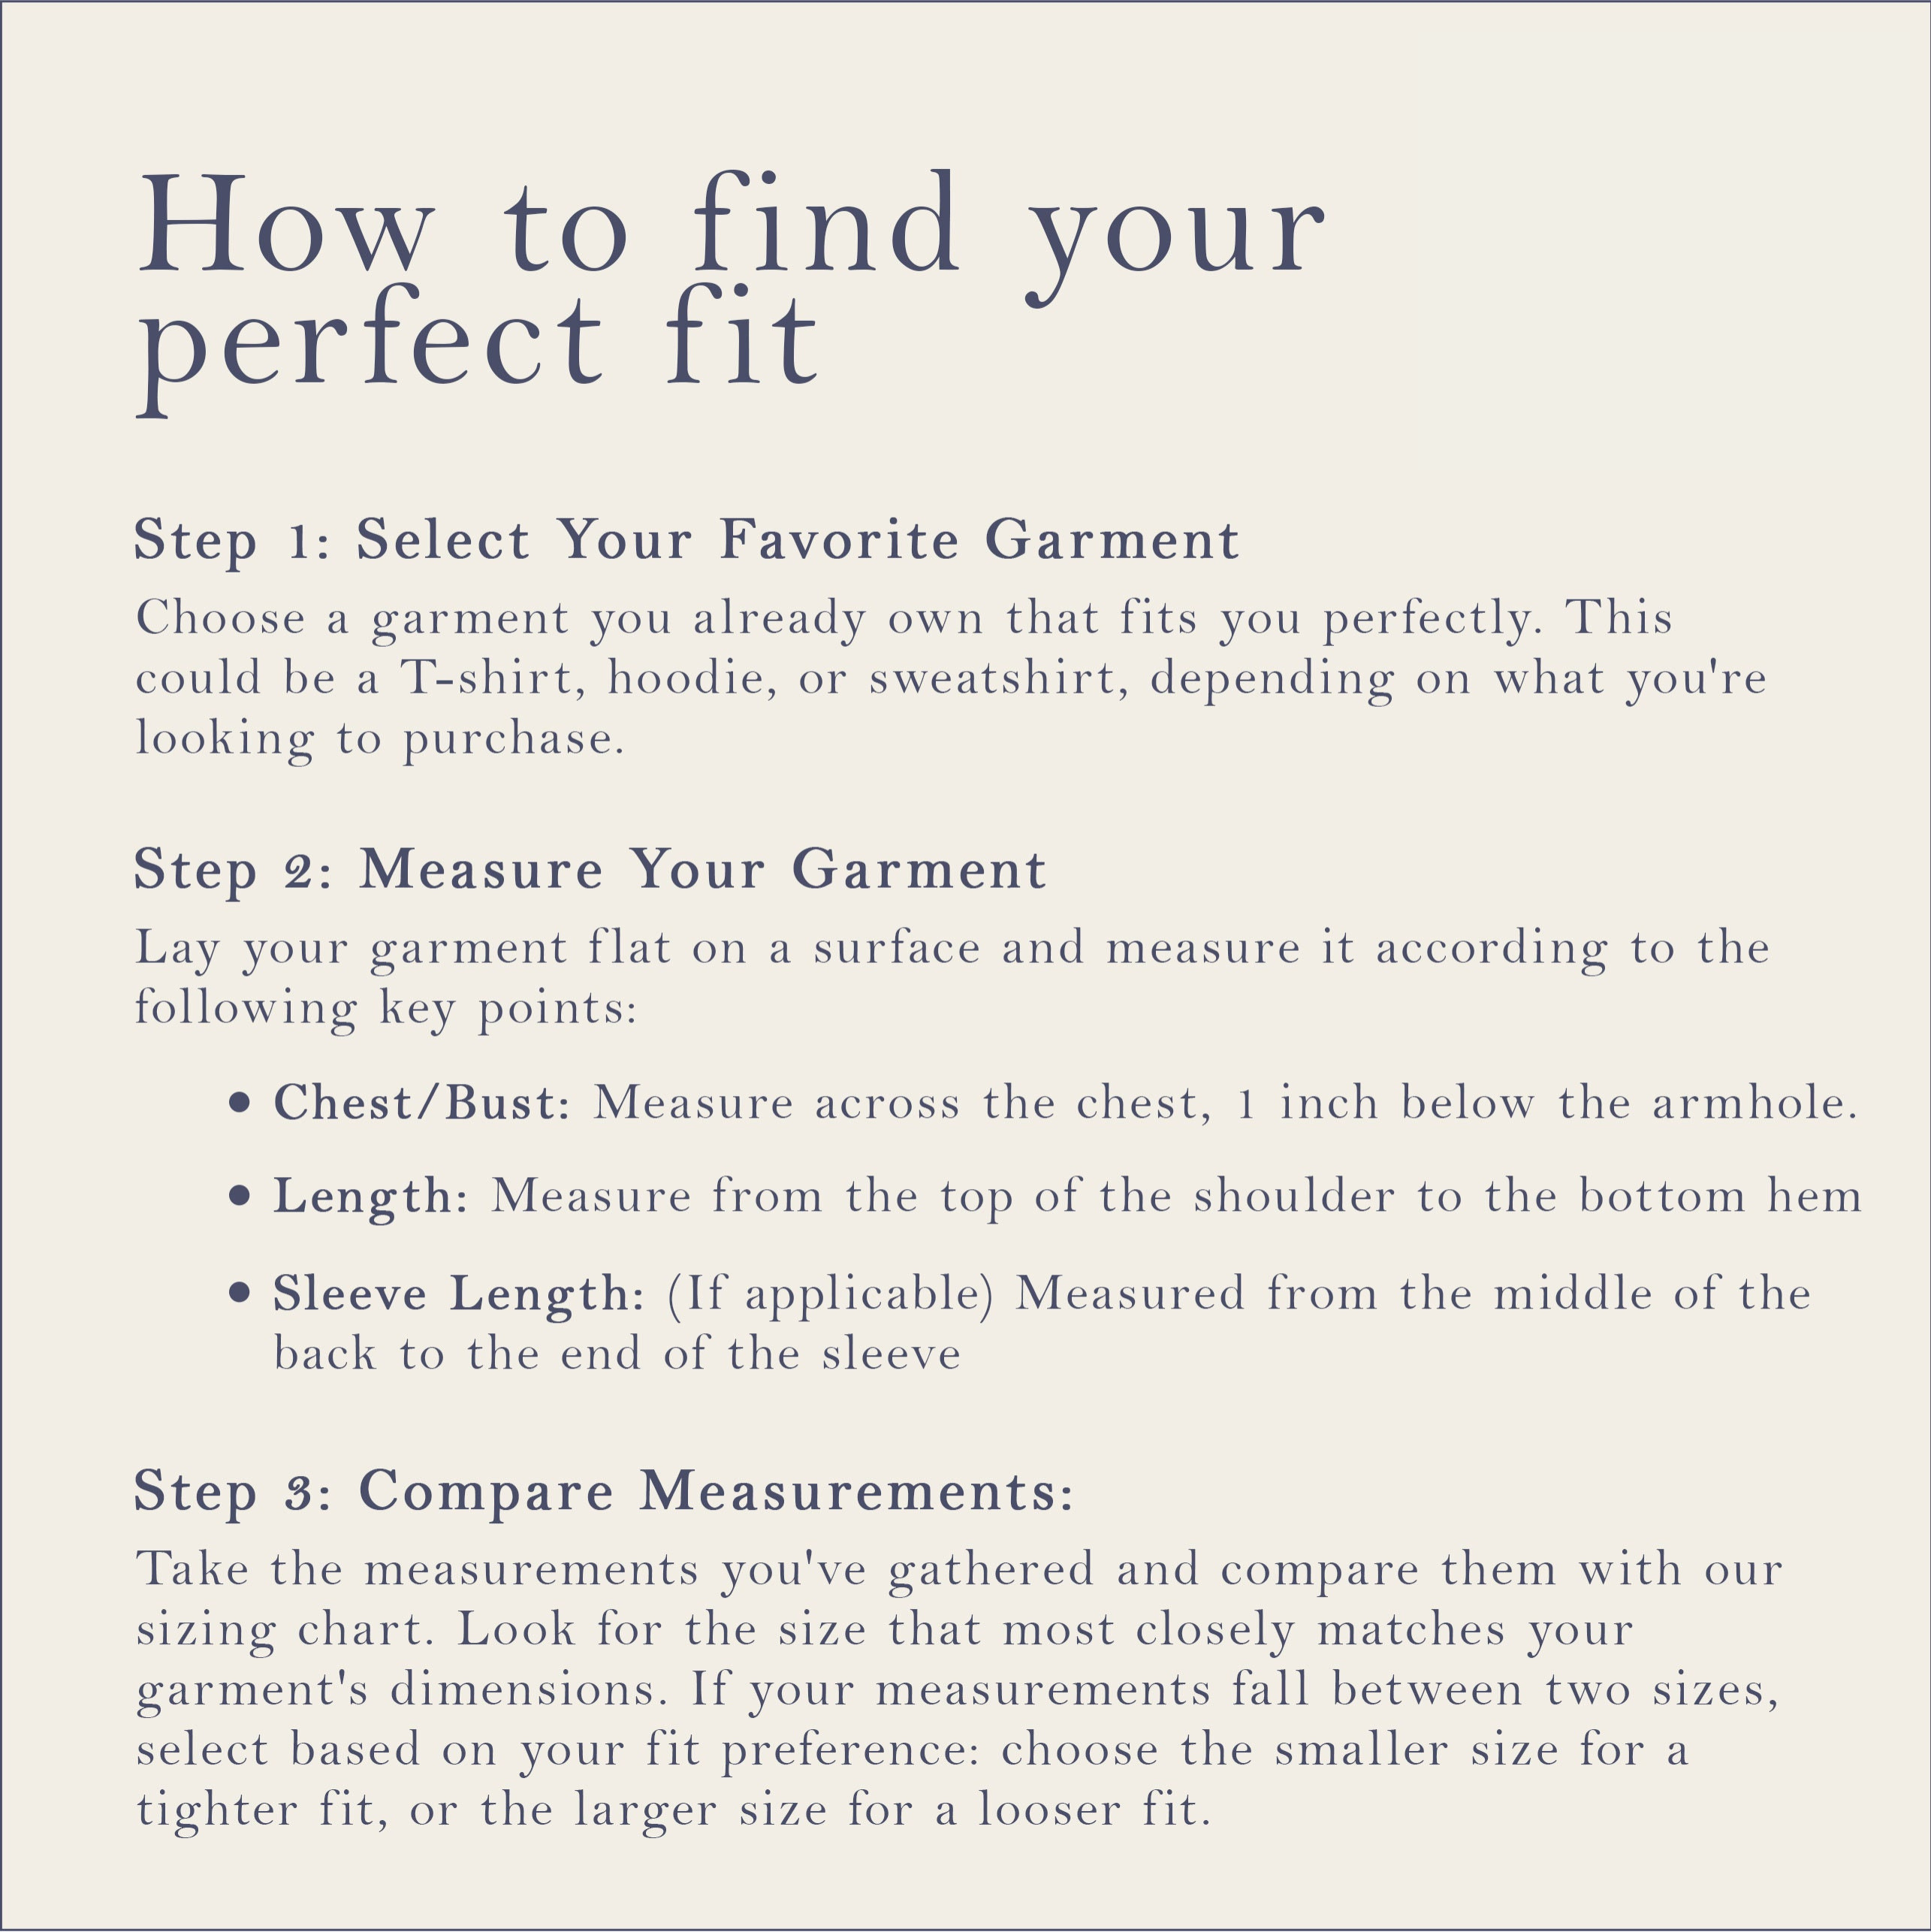 How to find your
perfect fit
Step 1: Select Your Favorite Garment
Choose a garment you already own that fits you perfectly. This
could be a T-shirt, hoodie, or sweatshirt, depending on what you're
looking to purchase.
Step 2: Measure Your Garment
Lay your garment flat on a surface and measure it according to the
following key points:
• Chest/Bust: Measure across the chest, 1 inch below the armhole.
• Length: Measure from the top of the shoulder to the bottom hem
• Sleeve Length: (If applicable) Measured from the middle of the
back to the end of the sleeve
Step 3: Compare Measurements:
Take the measurements you've gathered and compare them with our
sizing chart. Look for the size that most closely matches your
garment's dimensions. If your measurements fall between two sizes,
select based on your fit preference: choose the smaller size for a
tighter fit, or the larger size for a looser fit.